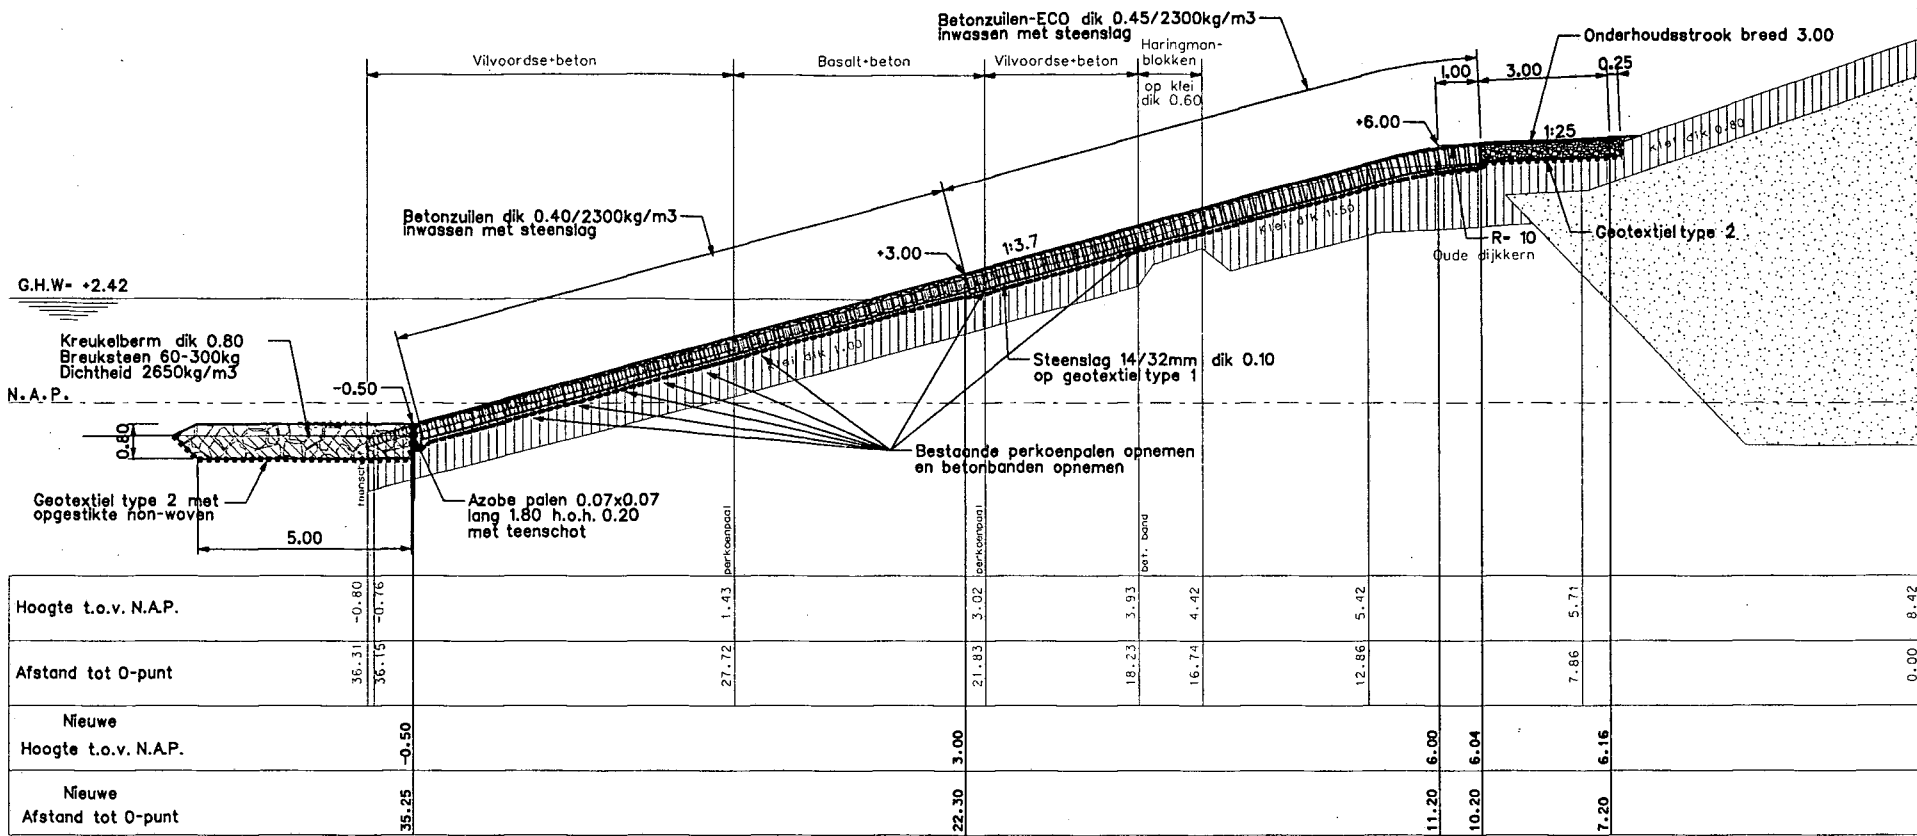 Betonzuilen-ECO dik 0.45/2300kg/m3
inwassen met steenslag
Onderhoudsstrook breed 3.00
Vilvoordse+beton
Basalt+beton
Vilvoordse+beton
Haringman-
blokken
op klei
dik 0.60
1.00
3.00
0.25
+6.00
1:25
Klei dik 0.80
Betonzuilen dik 0.40/2300kg/m3
inwassen met steenslag
1:3.7
Klei dik 1.50
+3.00
R= 10
Oude dijkkern
Geotextiel type 2
G.H.W= +2.42
Kreukelberm dik 0.80
Breuksteen 60-300kg
Dichtheid 2650kg/m3
Klei dik 1.00
Steenslag 14/32mm dik 0.10
op geotextiel type 1
N.A.P.
-0.50
0.80
Bestaande perkoenpalen opnemen
en betonbanden opnemen
Geotextiel type 2 met
opgestikte non-woven
Azobe palen 0.07x0.07
lang 1.80 h.o.h. 0.20
met teenschot
5.00
perkoenpaal
perkoenpaal
bet. band
Hoogte t.o.v. N.A.P.
-0.80
-0.76
1.43
3.02
3.93
4.42
5.42
5.71
8.42
Afstand tot 0-punt
36.31
36.15
27.72
21.83
18.23
16.74
12.86
7.86
0.00
Nieuwe
Hoogte t.o.v. N.A.P.
-0.50
3.00
6.00
6.04
6.16
Nieuwe
Afstand tot 0-punt
35.25
22.30
11.20
10.20
7.20